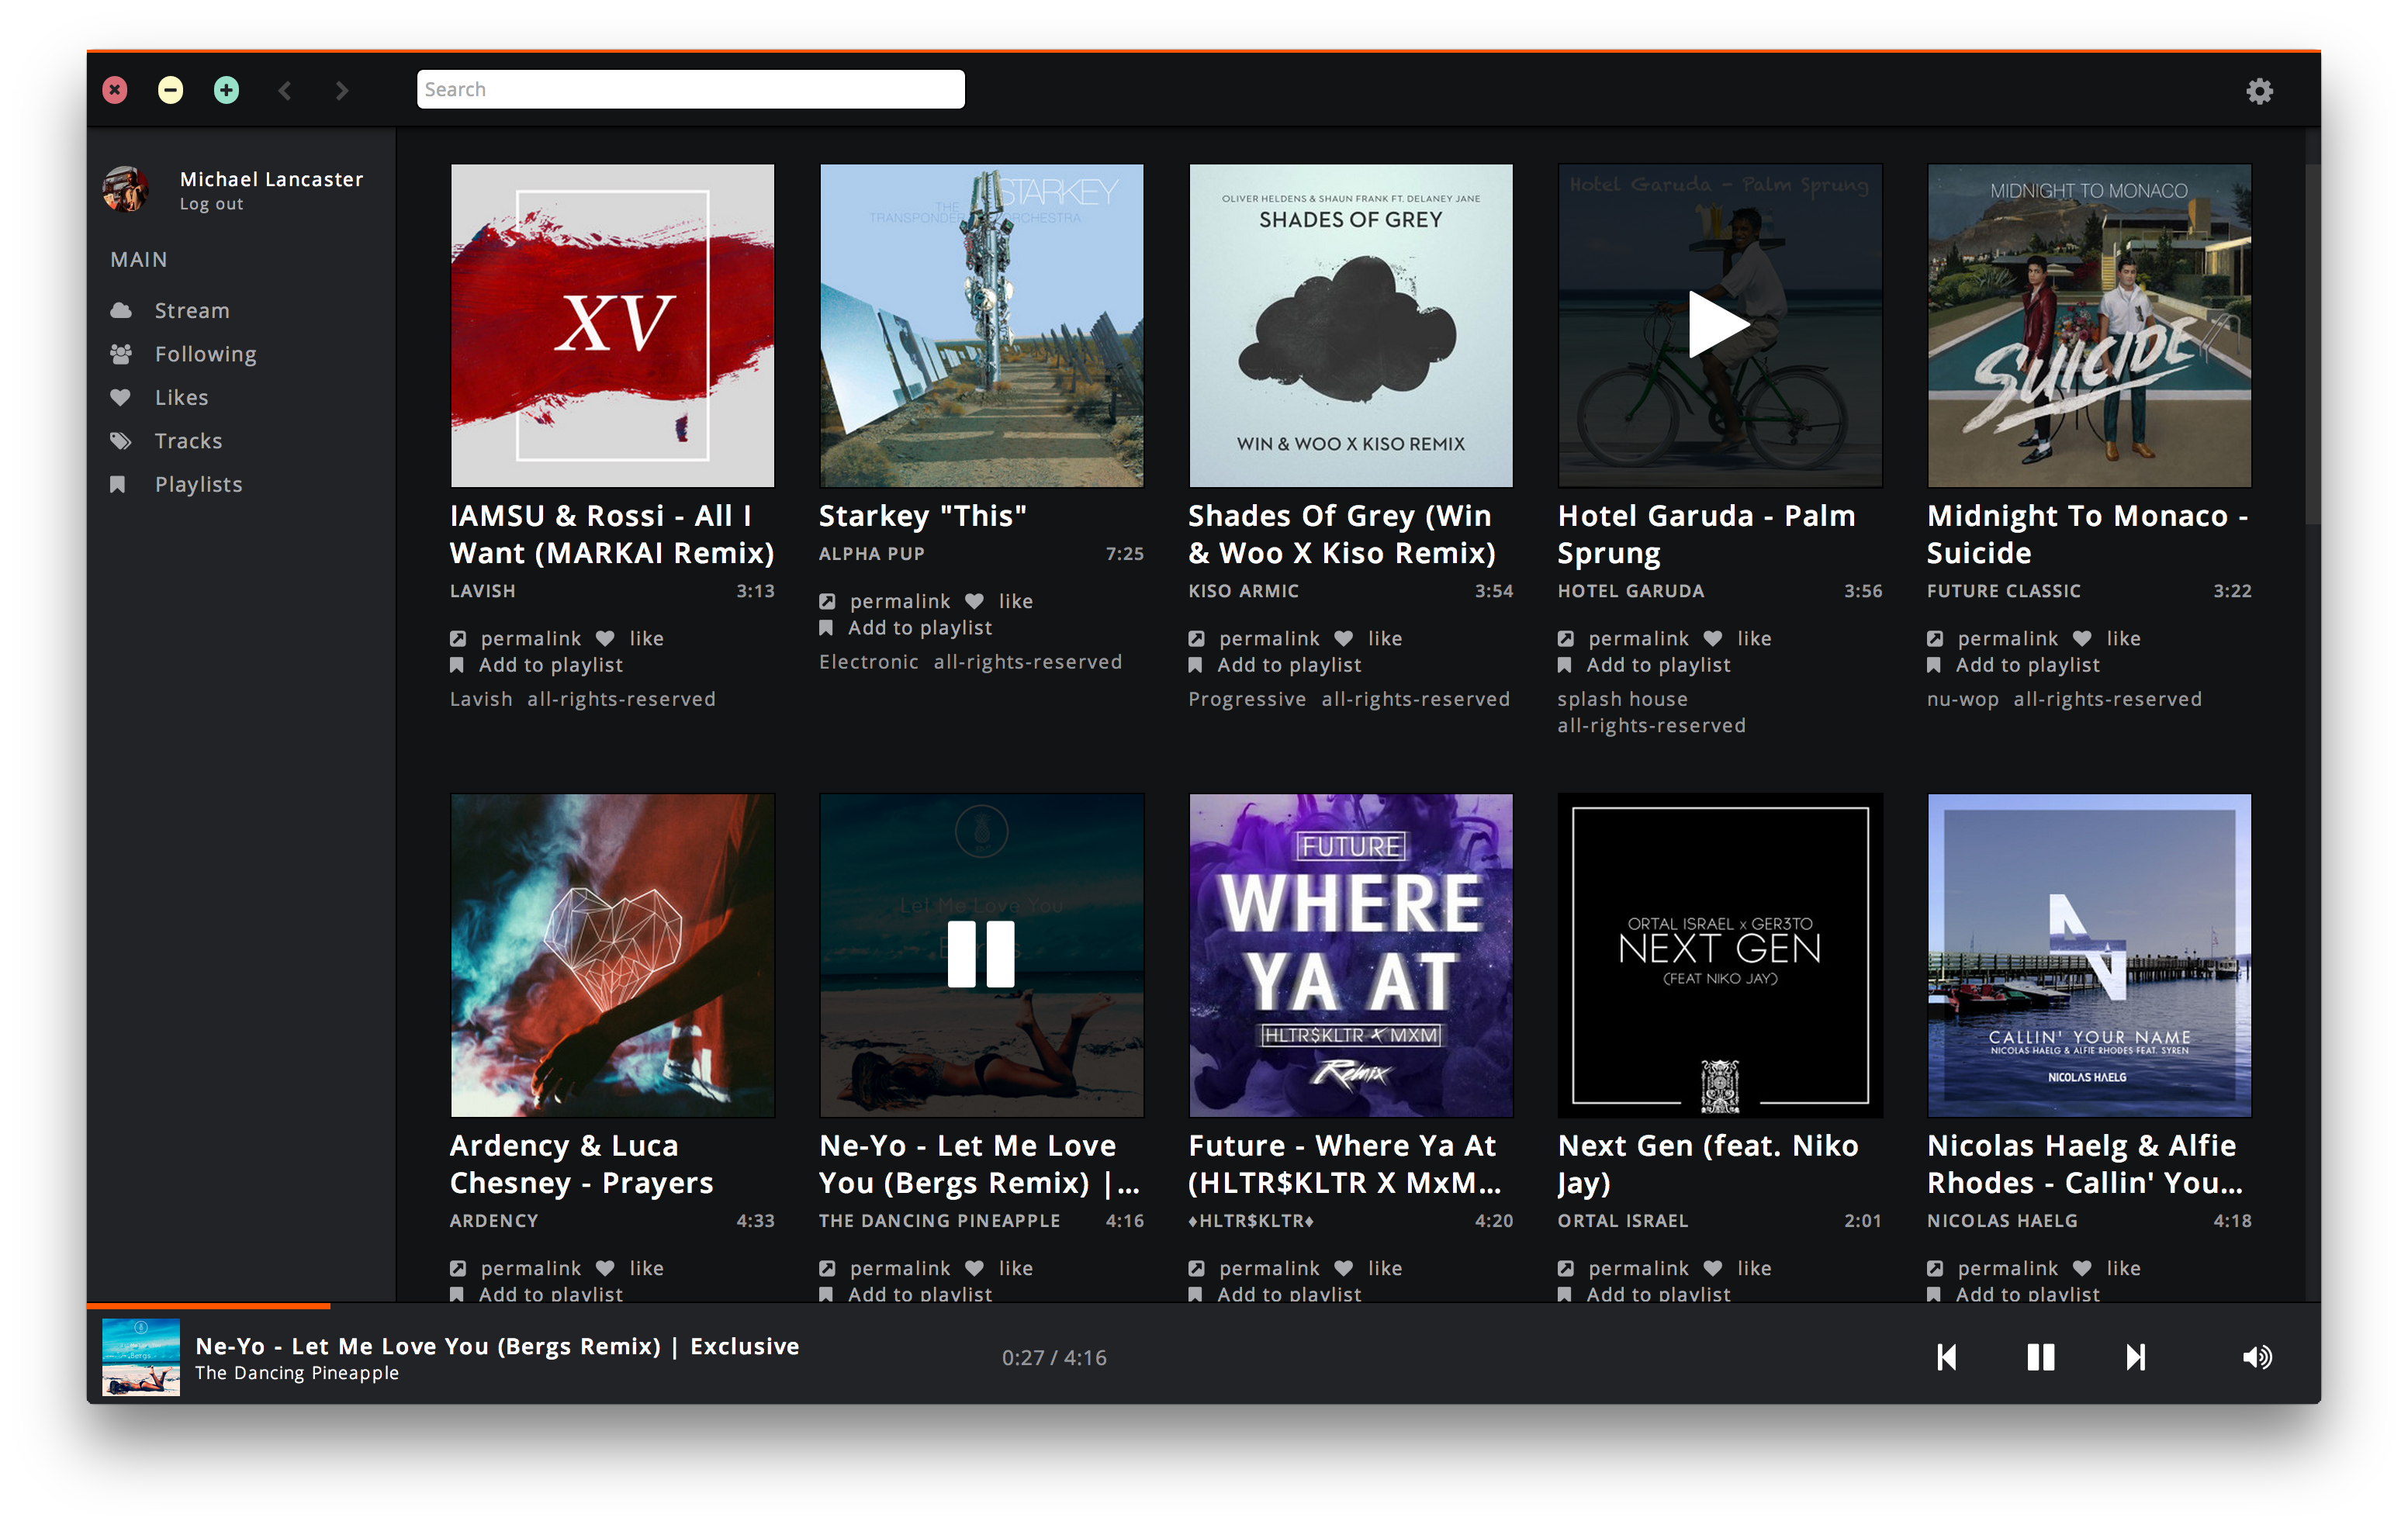 Search
Michael Lancaster
Log out
MAIN
Stream
Following
Likes
Tracks
Playlists
XV
STARKEY
THE
TRANSPONDER ORCHESTRA
OLIVER HELDENS & SHAUN FRANK FT. DELANEY JANE
SHADES OF GREY
WIN & WOO X KISO REMIX
Hotel Garuda - Palm Sprung
MIDNIGHT TO MONACO
SUICIDE
IAMSU & Rossi - All I
Want (MARKAI Remix)
LAVISH 3:13
permalink like
Add to playlist
Lavish all-rights-reserved
Starkey "This"
ALPHA PUP 7:25
permalink like
Add to playlist
Electronic all-rights-reserved
Shades Of Grey (Win
& Woo X Kiso Remix)
KISO ARMIC 3:54
permalink like
Add to playlist
Progressive all-rights-reserved
Hotel Garuda - Palm
Sprung
HOTEL GARUDA 3:56
permalink like
Add to playlist
splash house
all-rights-reserved
Midnight To Monaco -
Suicide
FUTURE CLASSIC 3:22
permalink like
Add to playlist
nu-wop all-rights-reserved
Let Me Love You
Bergs
FUTURE
WHERE
YA AT
HLTR$KLTR X MXM
Remix
ORTAL ISRAEL x GER3TO
NEXT GEN
(FEAT NIKO JAY)
CALLIN' YOUR NAME
NICOLAS HAELG & ALFIE RHODES FEAT. SYREN
NICOLAS HAELG
Ardency & Luca
Chesney - Prayers
ARDENCY 4:33
permalink like
Add to playlist
Ne-Yo - Let Me Love
You (Bergs Remix) |...
THE DANCING PINEAPPLE 4:16
permalink like
Add to playlist
Future - Where Ya At
(HLTR$KLTR X MxM...
♦HLTR$KLTR♦ 4:20
permalink like
Add to playlist
Next Gen (feat. Niko
Jay)
ORTAL ISRAEL 2:01
permalink like
Add to playlist
Nicolas Haelg & Alfie
Rhodes - Callin' You...
NICOLAS HAELG 4:18
permalink like
Add to playlist
Ne-Yo - Let Me Love You (Bergs Remix) | Exclusive
The Dancing Pineapple
0:27 / 4:16